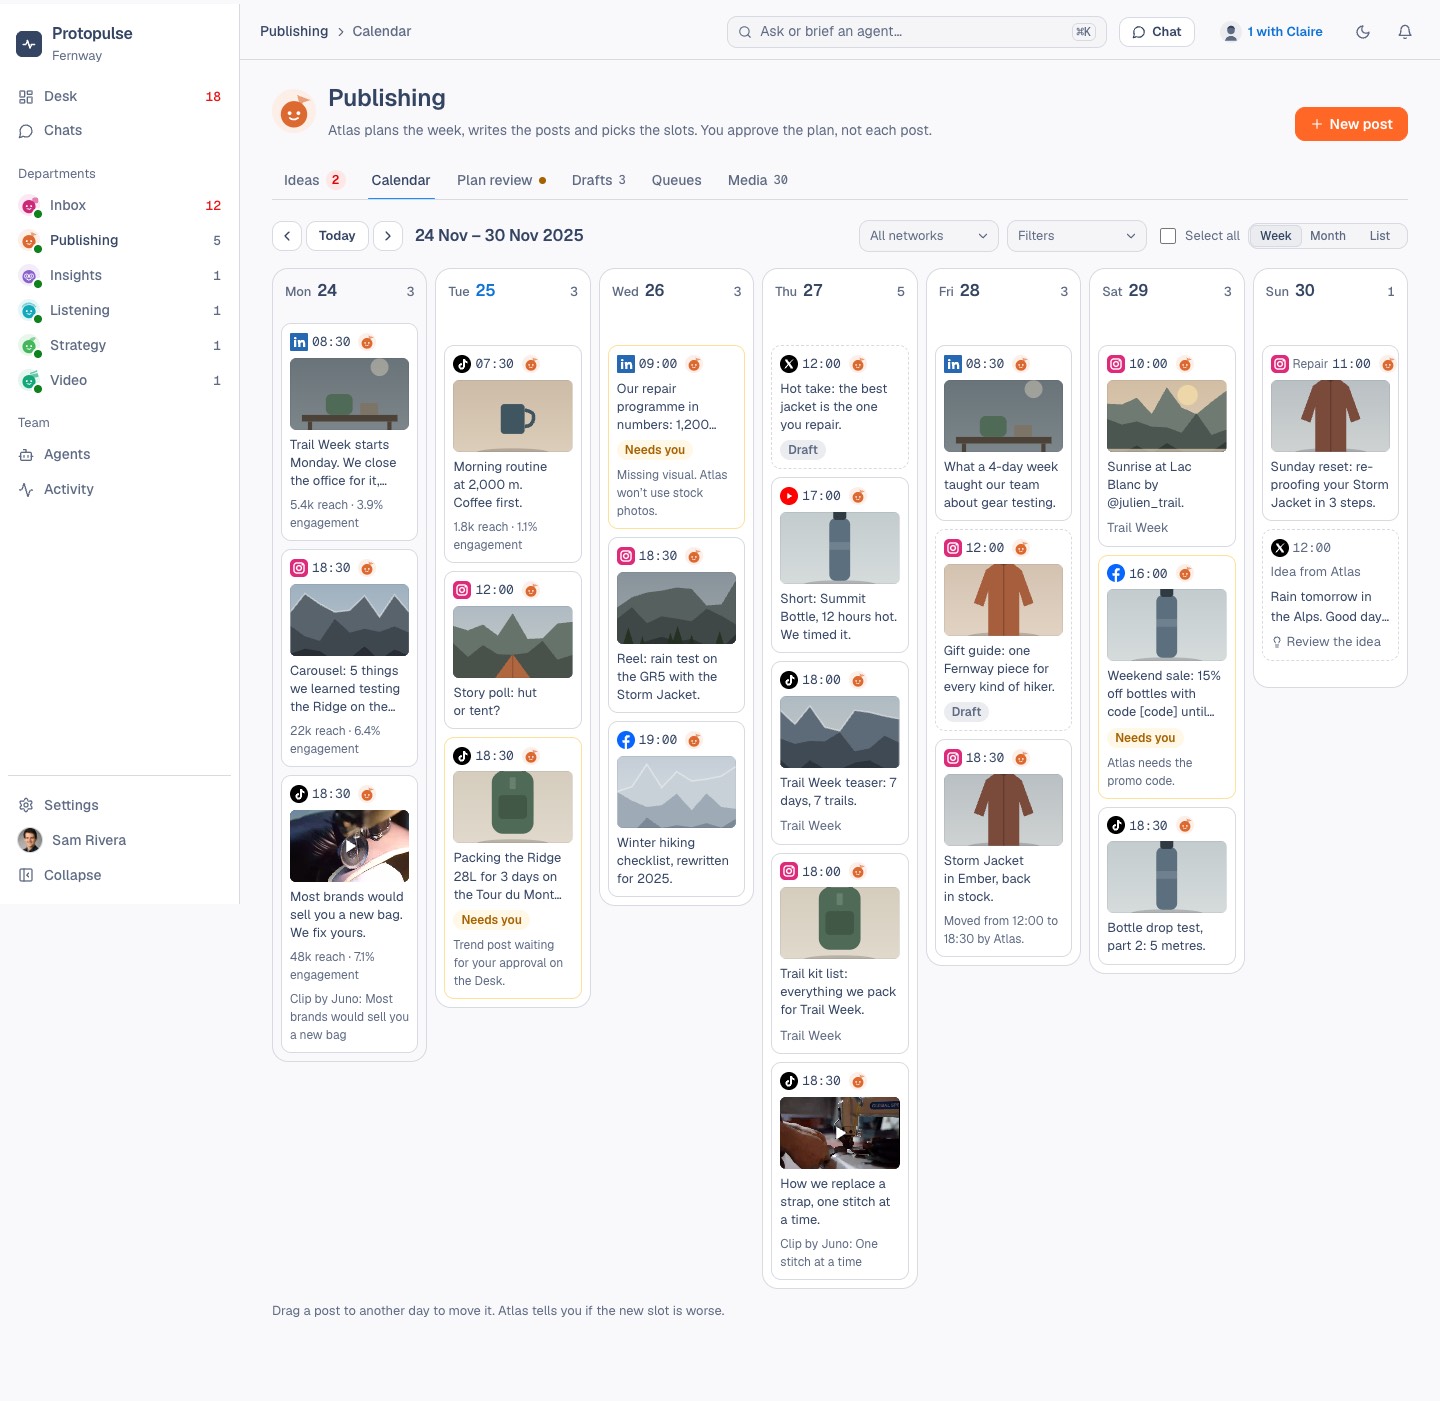 Protopulse
Fernway
Desk 18
Chats
Departments
Inbox 12
Publishing 5
Insights 1
Listening 1
Strategy 1
Video 1
Team
Agents
Activity
Settings
Sam Rivera
Collapse
Publishing > Calendar
Ask or brief an agent… ⌘K
Chat
1 with Claire
Publishing
Atlas plans the week, writes the posts and picks the slots. You approve the plan, not each post.
+ New post
Ideas 2
Calendar
Plan review
Drafts 3
Queues
Media 30
Today
24 Nov – 30 Nov 2025
All networks
Filters
Select all
Week
Month
List
Mon 24 3
08:30
Trail Week starts
Monday. We close
the office for it,…
5.4k reach · 3.9%
engagement
18:30
Carousel: 5 things
we learned testing
the Ridge on the…
22k reach · 6.4%
engagement
18:30
Most brands would
sell you a new bag.
We fix yours.
48k reach · 7.1%
engagement
Clip by Juno: Most
brands would sell you
a new bag
Tue 25 3
07:30
Morning routine
at 2,000 m.
Coffee first.
1.8k reach · 1.1%
engagement
12:00
Story poll: hut
or tent?
18:30
Packing the Ridge
28L for 3 days on
the Tour du Mont…
Needs you
Trend post waiting
for your approval on
the Desk.
Wed 26 3
09:00
Our repair
programme in
numbers: 1,200…
Needs you
Missing visual. Atlas
won't use stock
photos.
18:30
Reel: rain test on
the GR5 with the
Storm Jacket.
19:00
Winter hiking
checklist, rewritten
for 2025.
Thu 27 5
12:00
Hot take: the best
jacket is the one
you repair.
Draft
17:00
Short: Summit
Bottle, 12 hours hot.
We timed it.
18:00
Trail Week teaser: 7
days, 7 trails.
Trail Week
18:00
Trail kit list:
everything we pack
for Trail Week.
Trail Week
18:30
How we replace a
strap, one stitch at
a time.
Clip by Juno: One
stitch at a time
Fri 28 3
08:30
What a 4-day week
taught our team
about gear testing.
12:00
Gift guide: one
Fernway piece for
every kind of hiker.
Draft
18:30
Storm Jacket
in Ember, back
in stock.
Moved from 12:00 to
18:30 by Atlas.
Sat 29 3
10:00
Sunrise at Lac
Blanc by
@julien_trail.
Trail Week
16:00
Weekend sale: 15%
off bottles with
code [code] until…
Needs you
Atlas needs the
promo code.
18:30
Bottle drop test,
part 2: 5 metres.
Sun 30 1
Repair 11:00
Sunday reset: re-
proofing your Storm
Jacket in 3 steps.
12:00
Idea from Atlas
Rain tomorrow in
the Alps. Good day…
Review the idea
Drag a post to another day to move it. Atlas tells you if the new slot is worse.